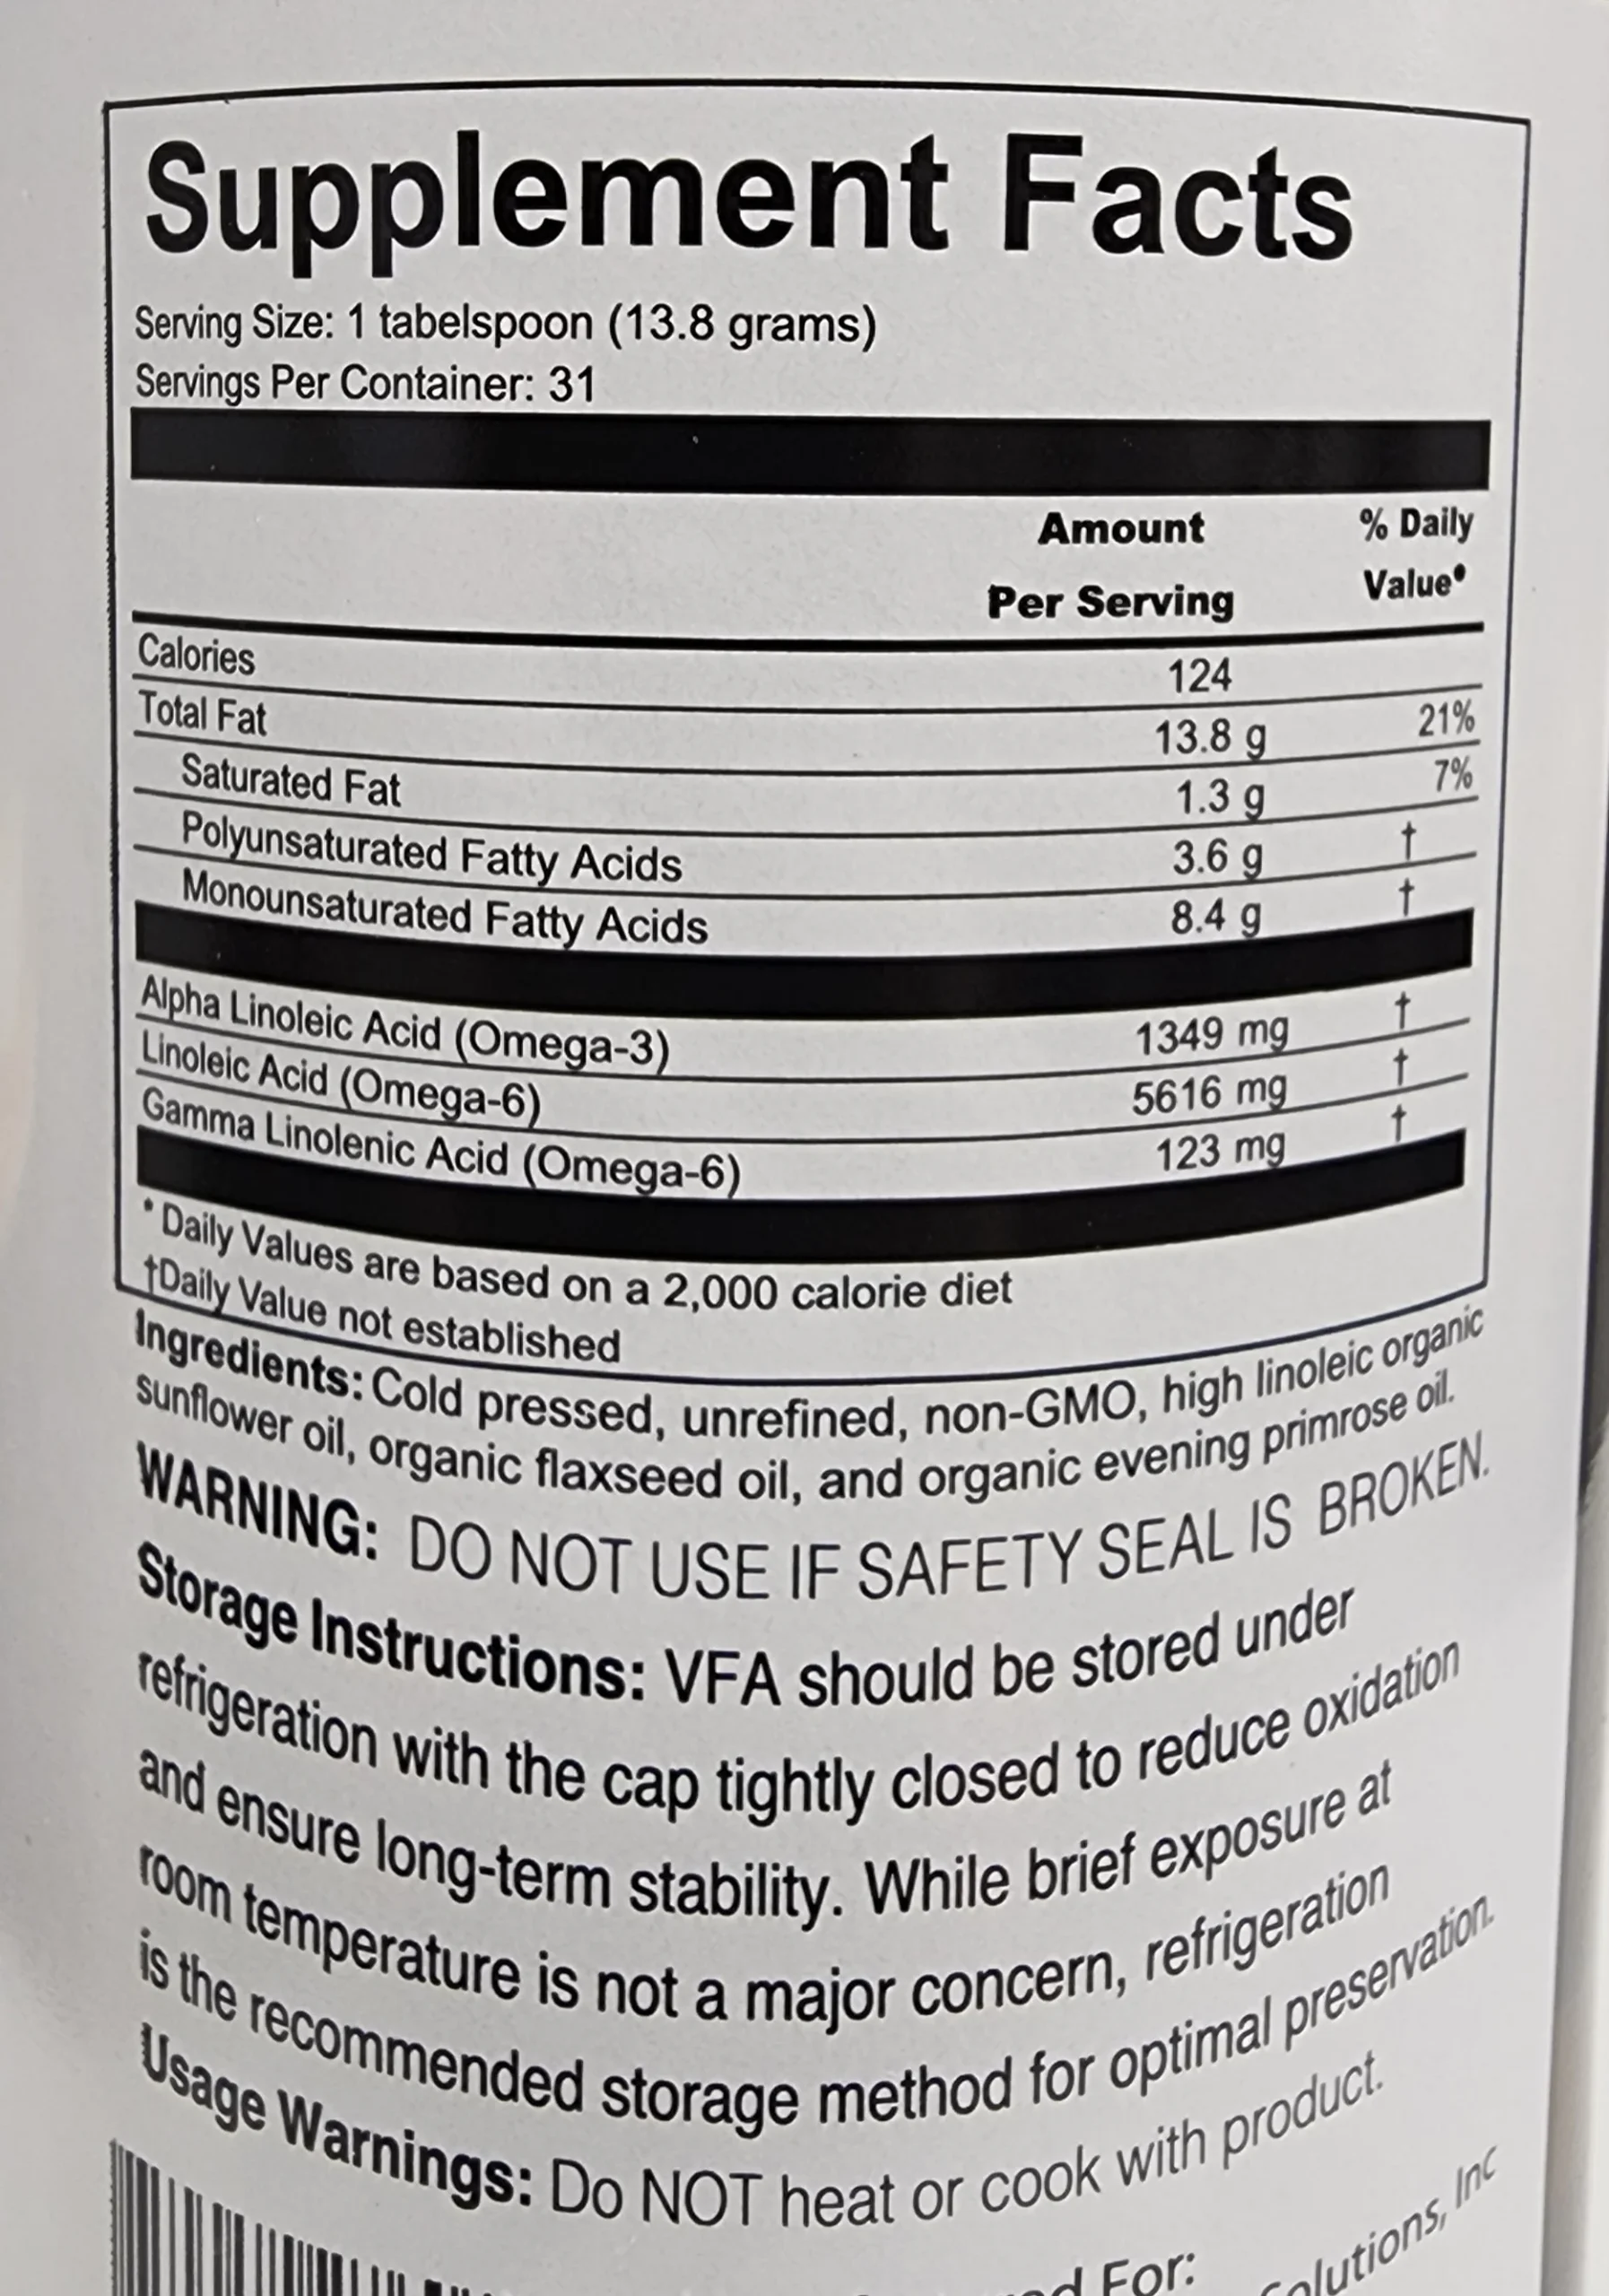 Supplement Facts
Serving Size: 1 tabelspoon (13.8 grams)
Servings Per Container: 31
Amount Per Serving % Daily Value•
Calories 124
Total Fat 13.8 g 21%
Saturated Fat 1.3 g 7%
Polyunsaturated Fatty Acids 3.6 g †
Monounsaturated Fatty Acids 8.4 g †
Alpha Linoleic Acid (Omega-3) 1349 mg †
Linoleic Acid (Omega-6) 5616 mg †
Gamma Linolenic Acid (Omega-6) 123 mg †
• Daily Values are based on a 2,000 calorie diet
†Daily Value not established
Ingredients: Cold pressed, unrefined, non-GMO, high linoleic organic
sunflower oil, organic flaxseed oil, and organic evening primrose oil.
WARNING: DO NOT USE IF SAFETY SEAL IS BROKEN.
Storage Instructions: VFA should be stored under
refrigeration with the cap tightly closed to reduce oxidation
and ensure long-term stability. While brief exposure at
room temperature is not a major concern, refrigeration
is the recommended storage method for optimal preservation.
Usage Warnings: Do NOT heat or cook with product.
For:
Inc